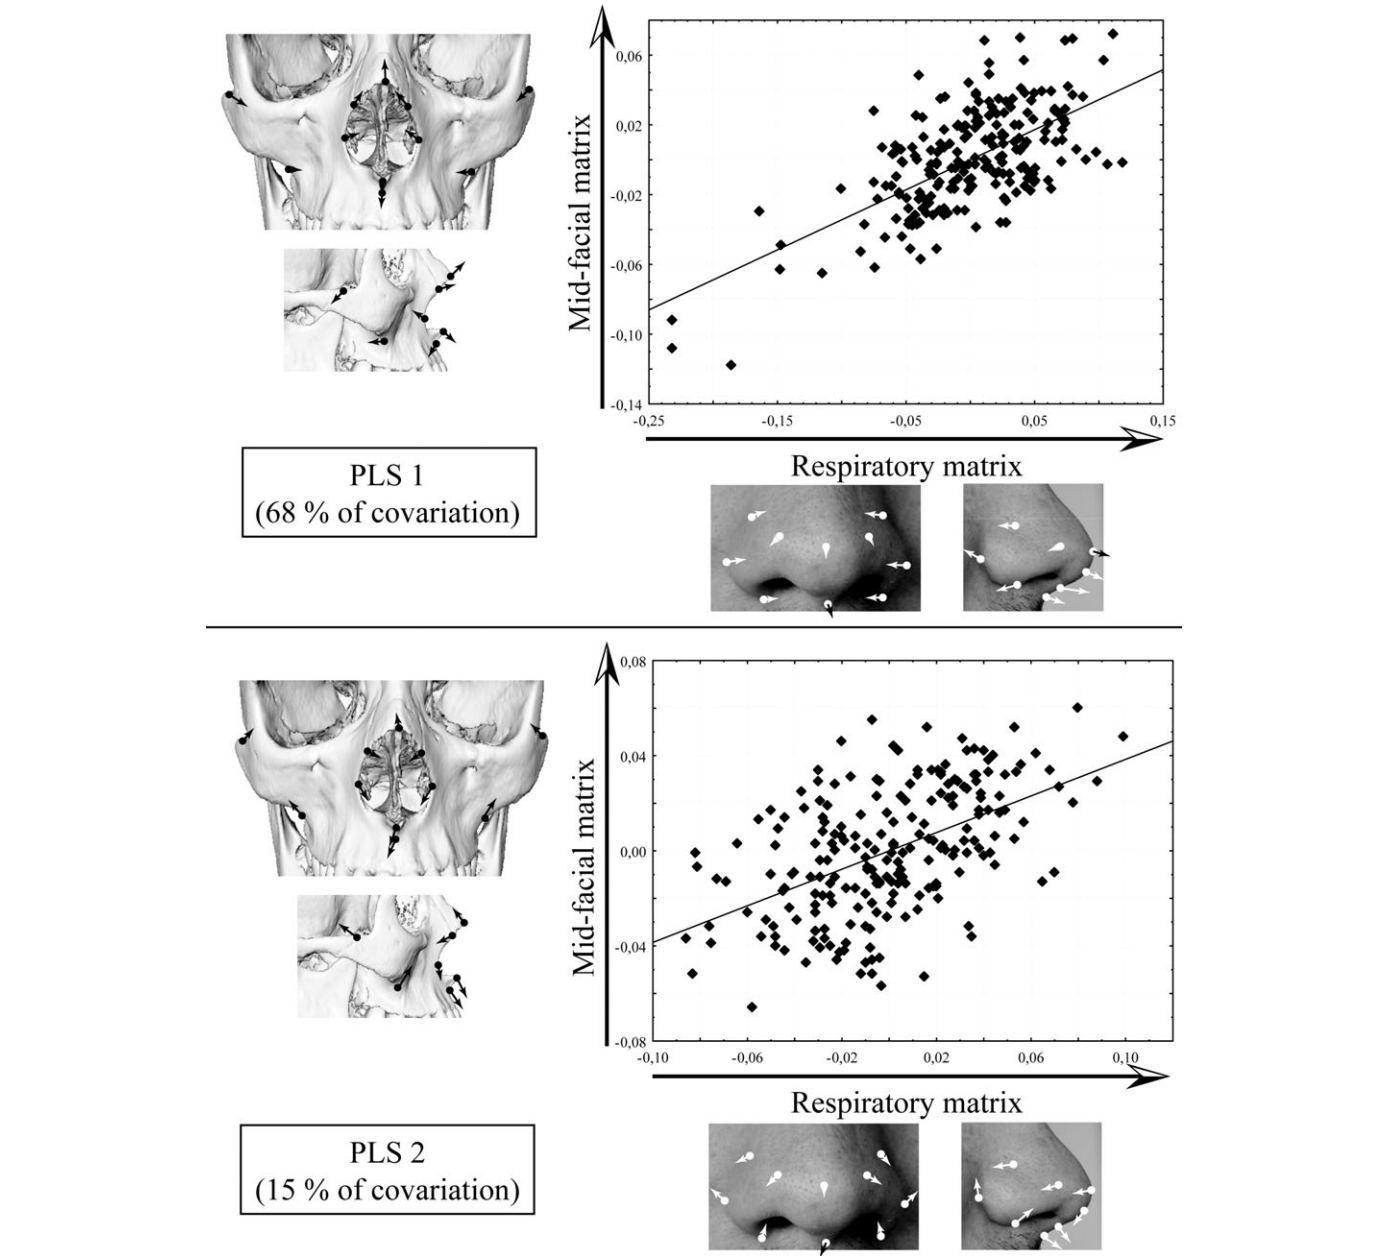 0,06
0,02
-0,02
-0,06
-0,10
-0,14
Mid-facial matrix
-0,25 -0,15 -0,05 0,05 0,15
Respiratory matrix
PLS 1
(68 % of covariation)
0,08
0,04
0,00
-0,04
-0,08
Mid-facial matrix
-0,10 -0,06 -0,02 0,02 0,06 0,10
Respiratory matrix
PLS 2
(15 % of covariation)